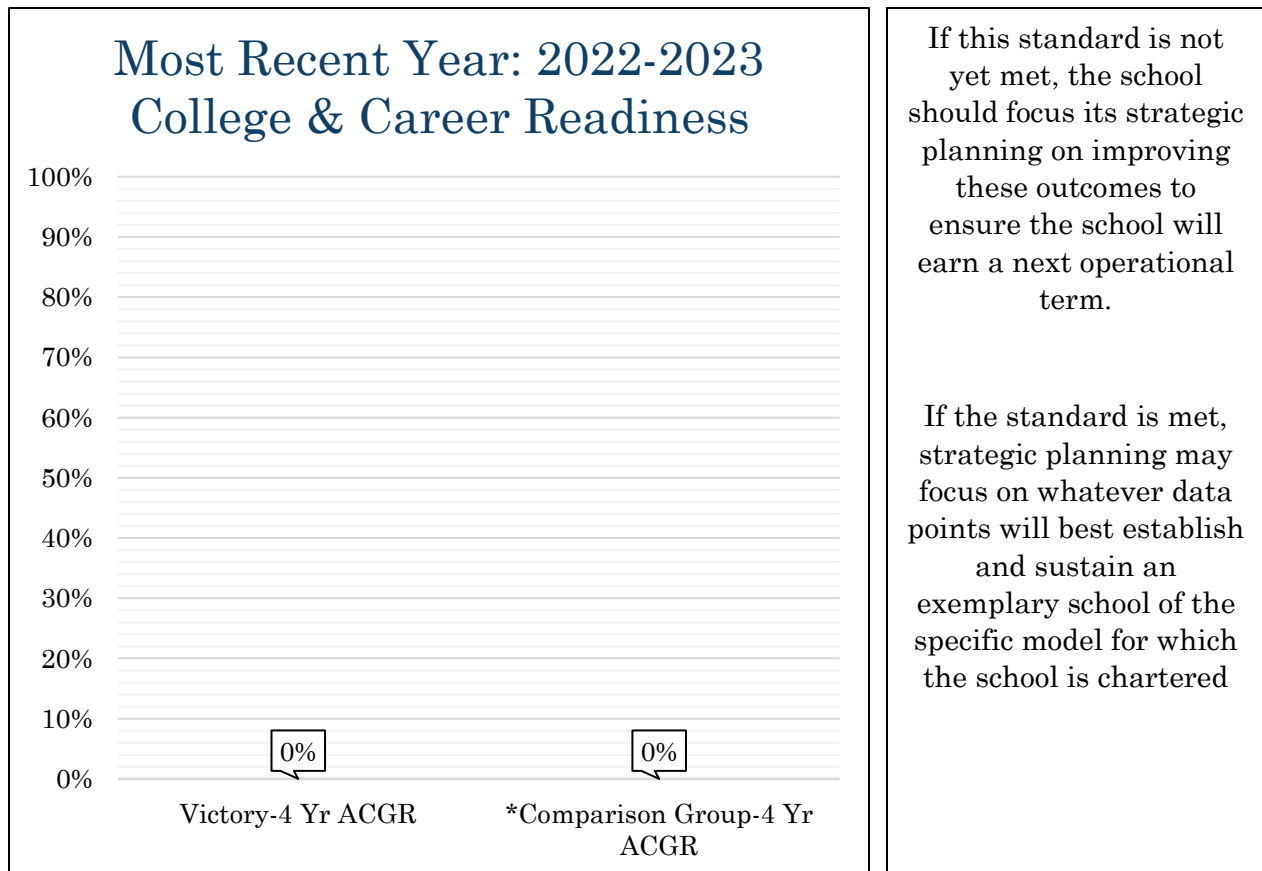 Most Recent Year: 2022-2023
College & Career Readiness
100%
90%
80%
70%
60%
50%
40%
30%
20%
10%
0%
0%
0%
Victory-4 Yr ACGR
*Comparison Group-4 Yr
ACGR
If this standard is not
yet met, the school
should focus its strategic
planning on improving
these outcomes to
ensure the school will
earn a next operational
term.
If the standard is met,
strategic planning may
focus on whatever data
points will best establish
and sustain an
exemplary school of the
specific model for which
the school is chartered